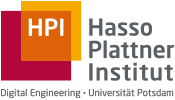 HPI
Hasso
Plattner
Institut
Digital Engineering • Universität Potsdam